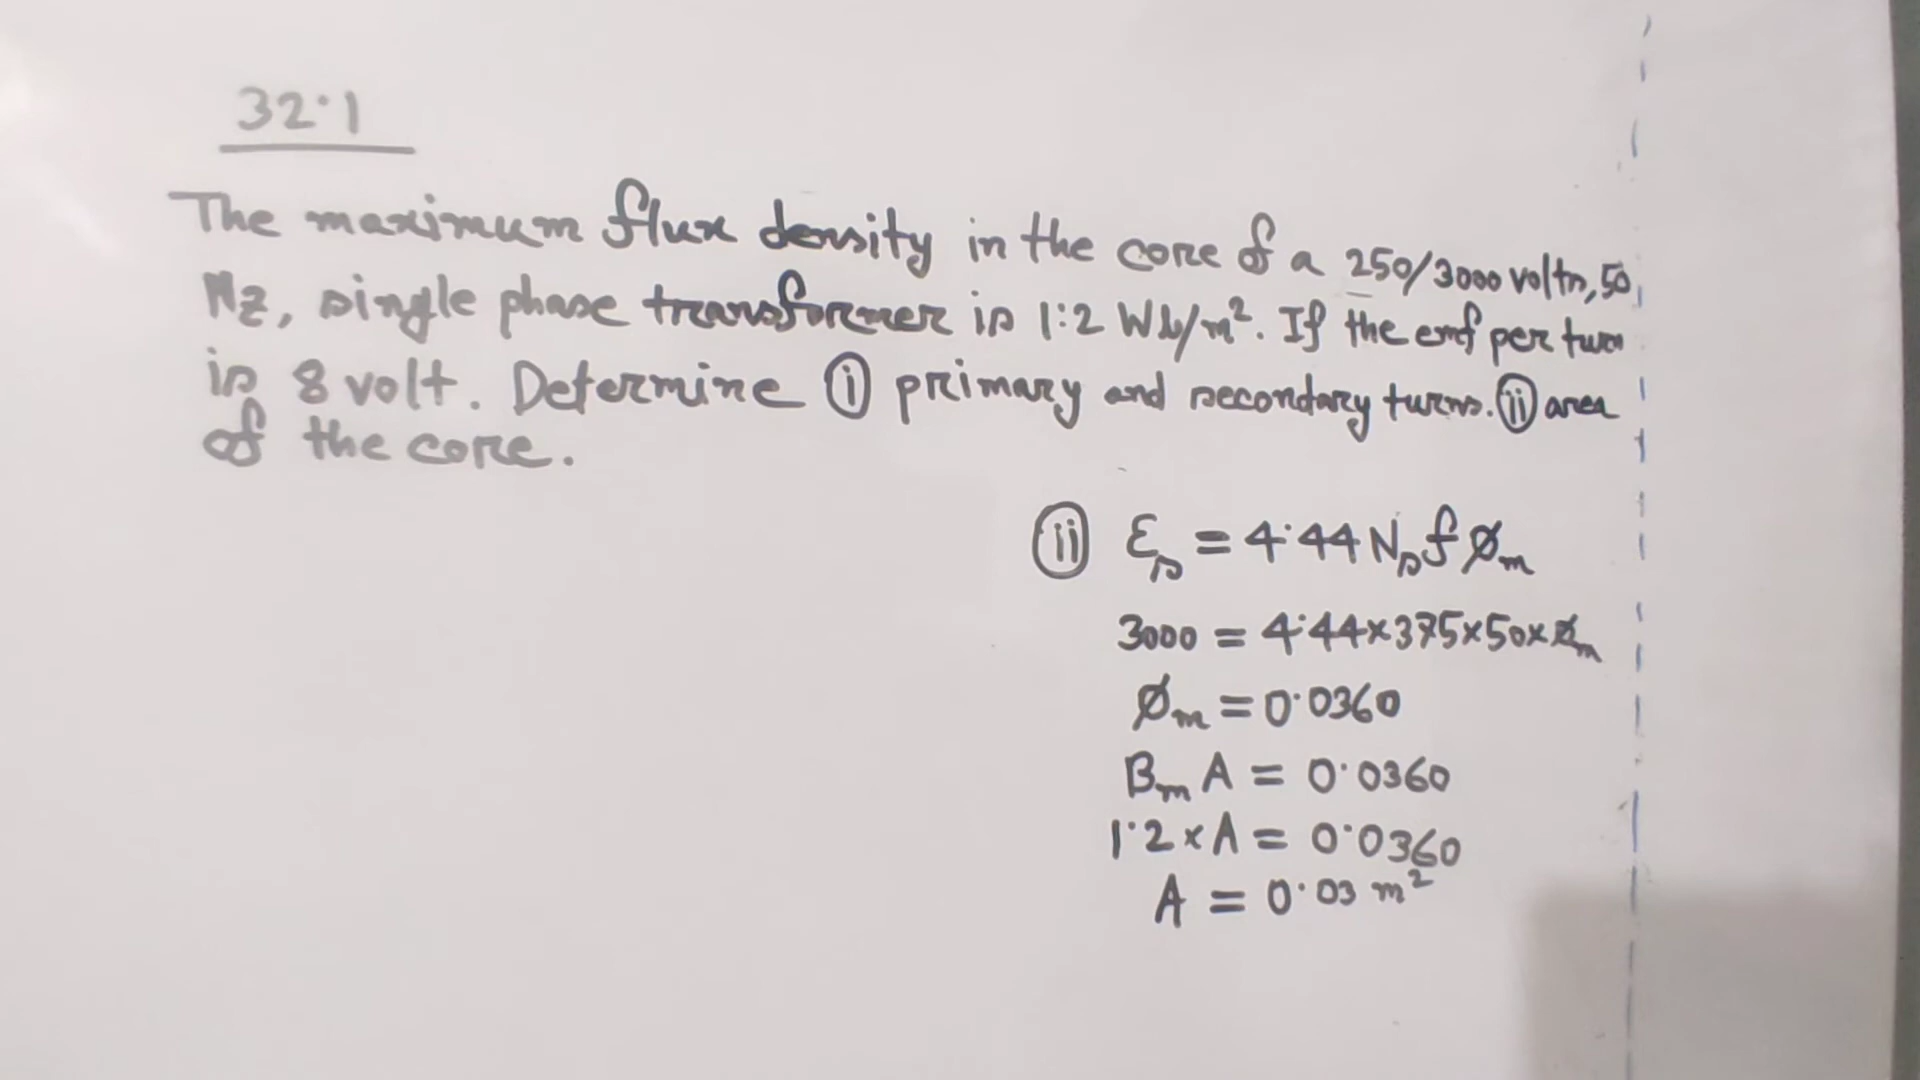 32.1
The maximum flux density in the core of a 250/3000 volts, 50
Hz, single phase transformer is 1:2 Wb/m². If the emf per turn
is 8 volt. Determine ⓘ primary and secondary turns. ⓘⓘ area
of the core.
ⓘⓘ Es = 4.44 Ns f Øm
3000 = 4.44×375×50×Øm
Øm = 0.0360
Bm A = 0.0360
1.2 × A = 0.0360
A = 0.03 m²